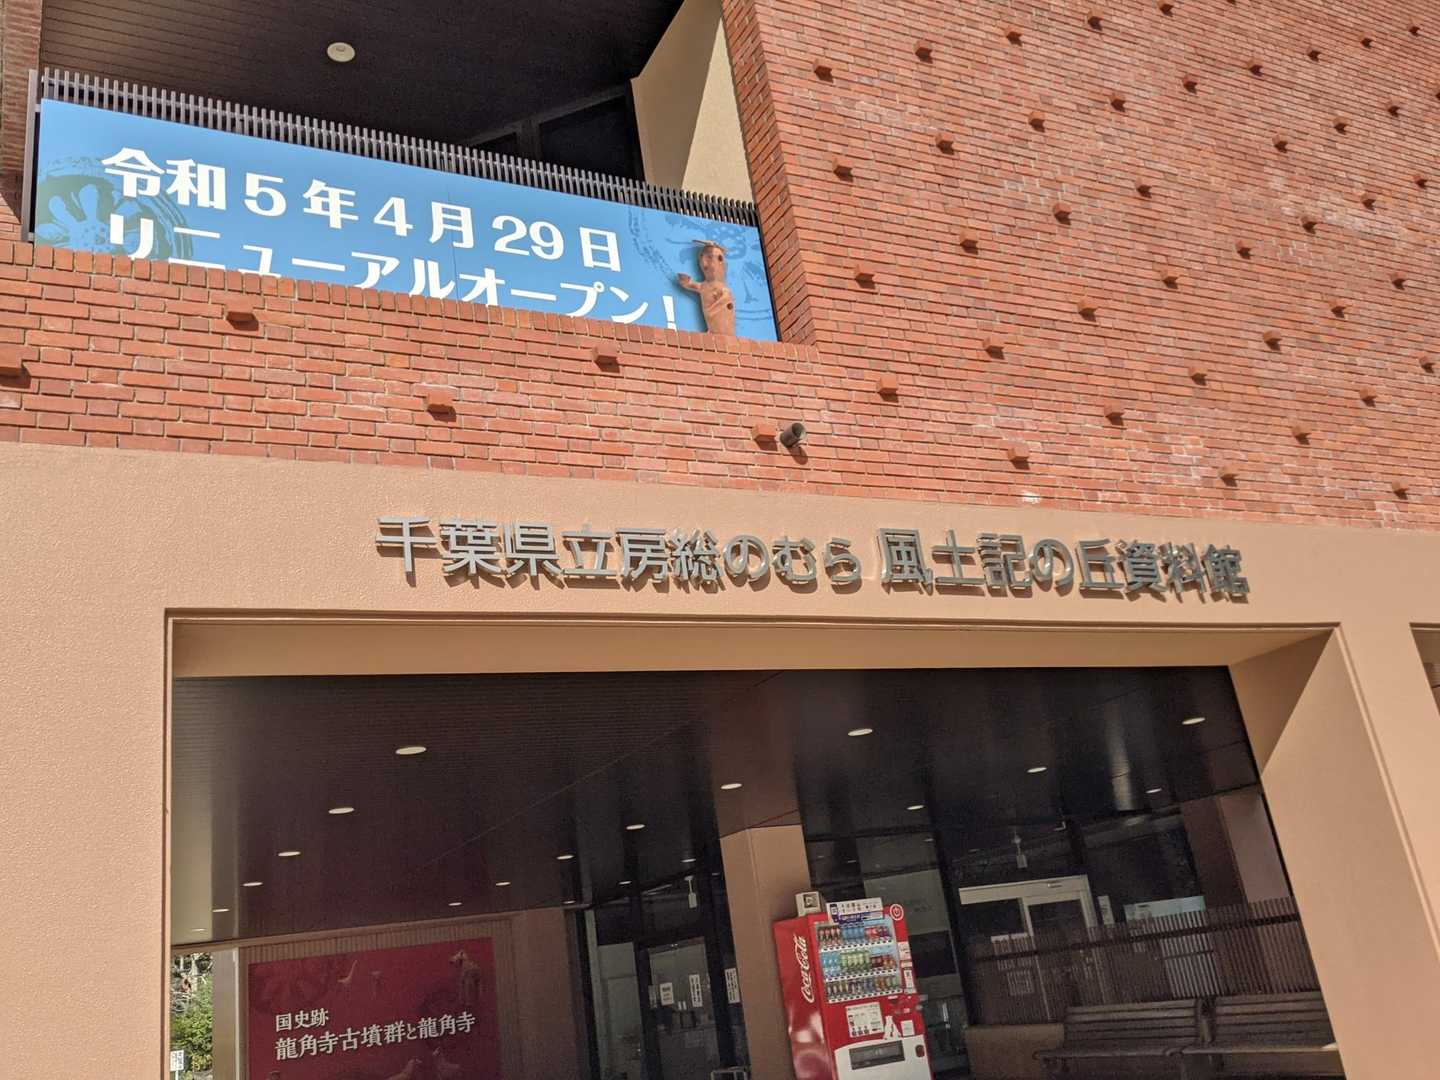 令和5年4月29日
リニューアルオープン!
千葉県立房総のむら 風土記の丘資料館
Coca-Cola
国史跡
龍角寺古墳群と龍角寺